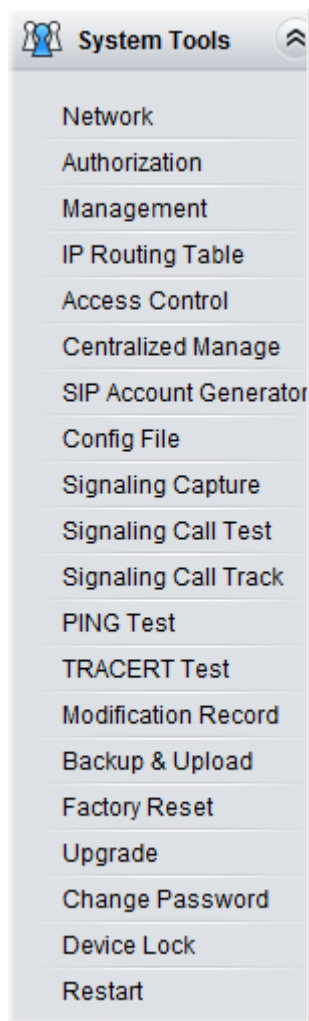 System Tools
Network
Authorization
Management
IP Routing Table
Access Control
Centralized Manage
SIP Account Generator
Config File
Signaling Capture
Signaling Call Test
Signaling Call Track
PING Test
TRACERT Test
Modification Record
Backup & Upload
Factory Reset
Upgrade
Change Password
Device Lock
Restart